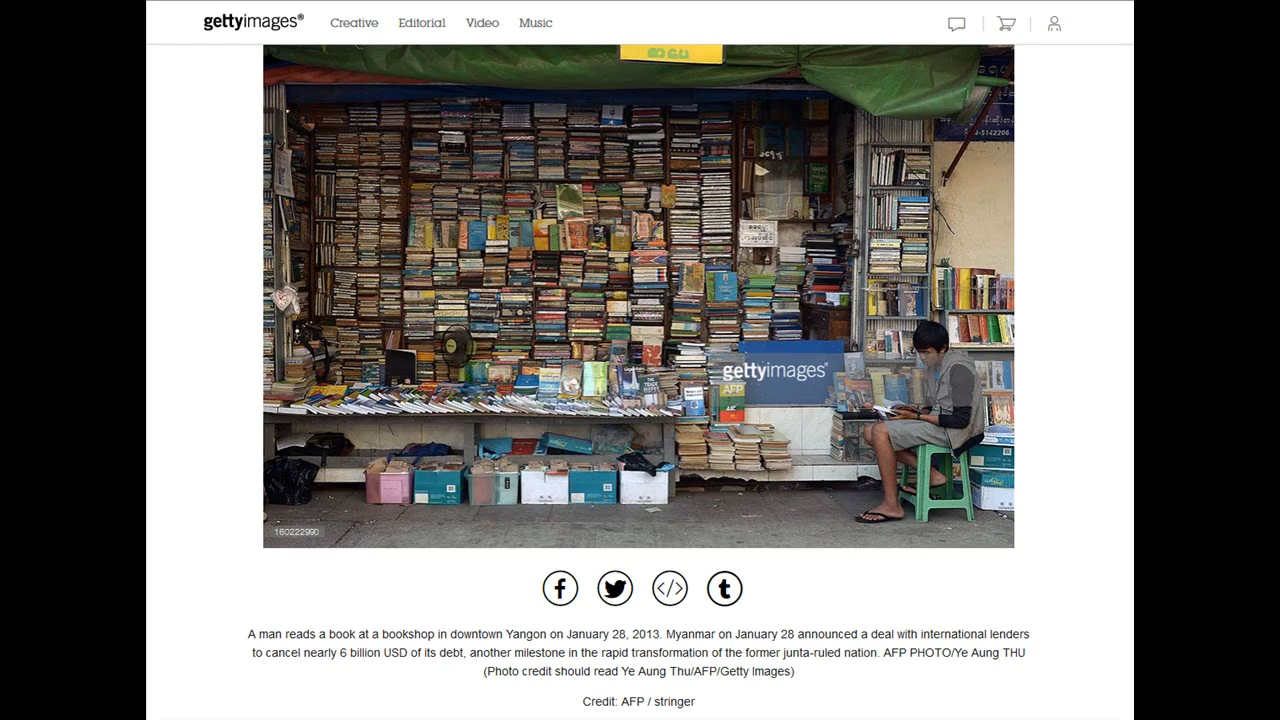 gettyimages®
Creative Editorial Video Music
-5142206
gettyimages®
AFP
160222990
A man reads a book at a bookshop in downtown Yangon on January 28, 2013. Myanmar on January 28 announced a deal with international lenders
to cancel nearly 6 billion USD of its debt, another milestone in the rapid transformation of the former junta-ruled nation. AFP PHOTO/Ye Aung THU
(Photo credit should read Ye Aung Thu/AFP/Getty Images)
Credit: AFP / stringer